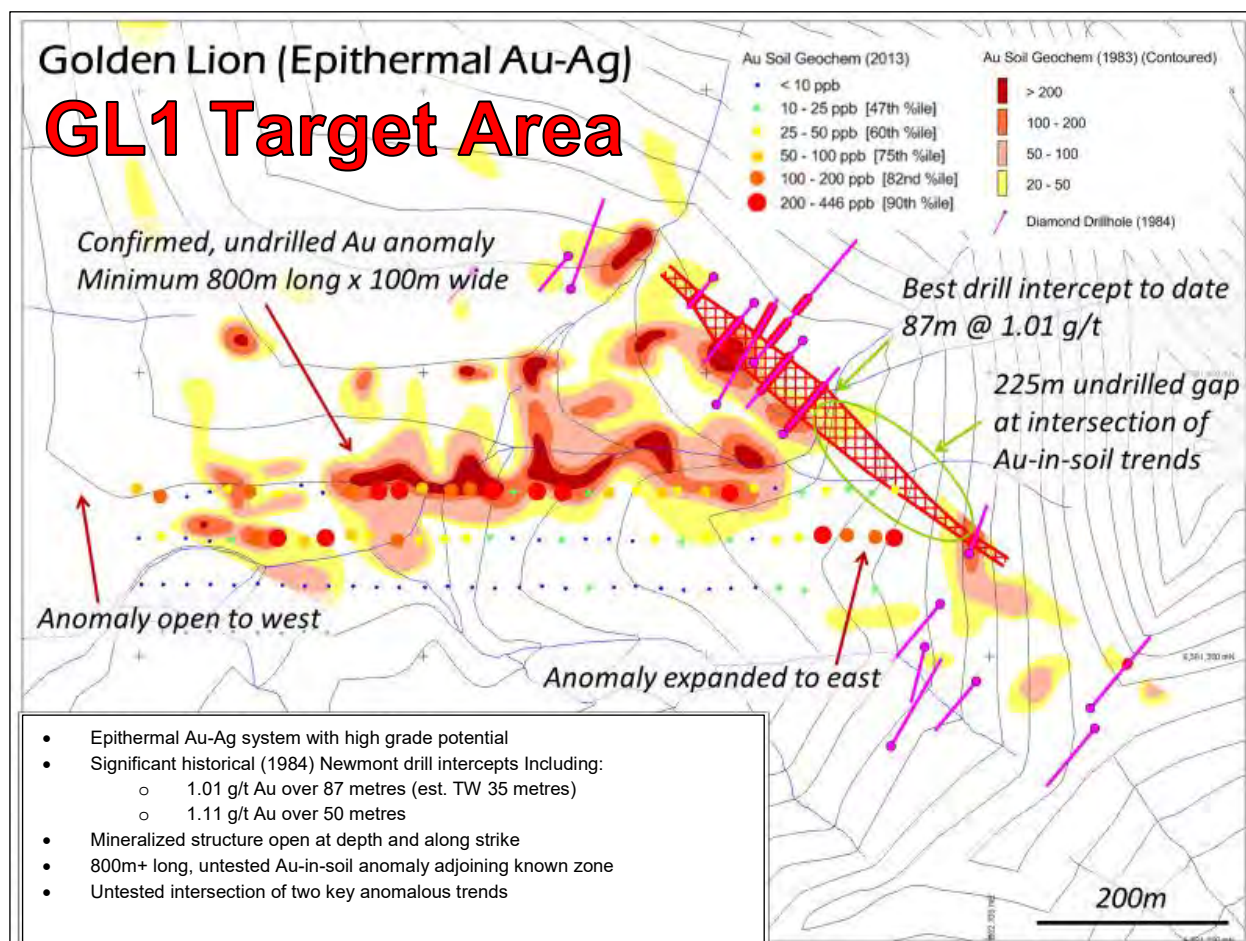 Golden Lion (Epithermal Au-Ag)
GL1 Target Area
Au Soil Geochem (2013)
< 10 ppb
10 - 25 ppb [47th %ile]
25 - 50 ppb [60th %ile]
50 - 100 ppb [75th %ile]
100 - 200 ppb [82nd %ile]
200 - 446 ppb [90th %ile]
Au Soil Geochem (1983) (Contoured)
> 200
100 - 200
50 - 100
20 - 50
Diamond Drillhole (1984)
Confirmed, undrilled Au anomaly
Minimum 800m long x 100m wide
Best drill intercept to date
87m @ 1.01 g/t
225m undrilled gap
at intersection of
Au-in-soil trends
Anomaly open to west
Anomaly expanded to east
• Epithermal Au-Ag system with high grade potential
• Significant historical (1984) Newmont drill intercepts Including:
o 1.01 g/t Au over 87 metres (est. TW 35 metres)
o 1.11 g/t Au over 50 metres
• Mineralized structure open at depth and along strike
• 800m+ long, untested Au-in-soil anomaly adjoining known zone
• Untested intersection of two key anomalous trends
200m